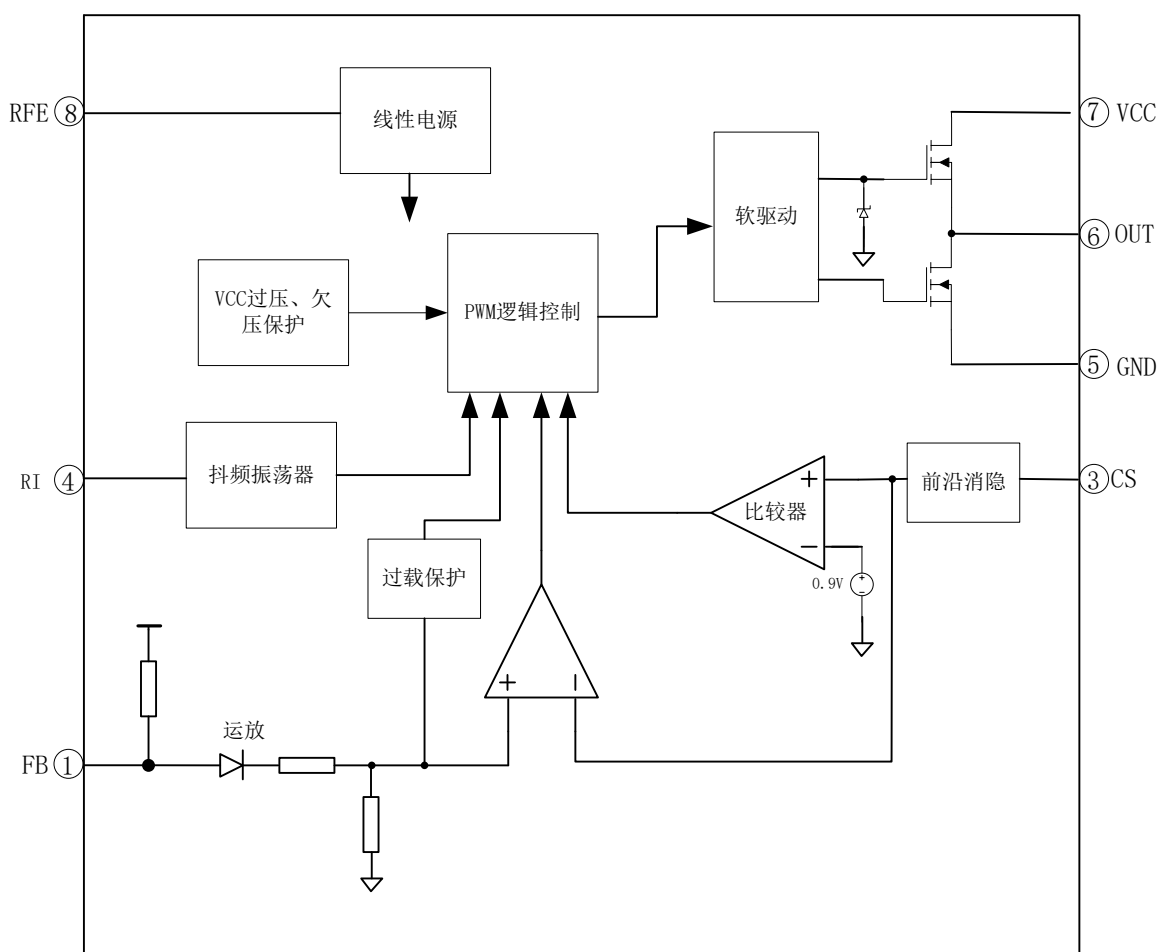 RFE ⑧
线性电源
⑦ VCC
软驱动
⑥ OUT
VCC过压、欠
压保护
PWM逻辑控制
⑤ GND
RI ④
抖频振荡器
+
比较器
−
前沿消隐
③ CS
0.9V
+
−
过载保护
+
−
运放
FB ①